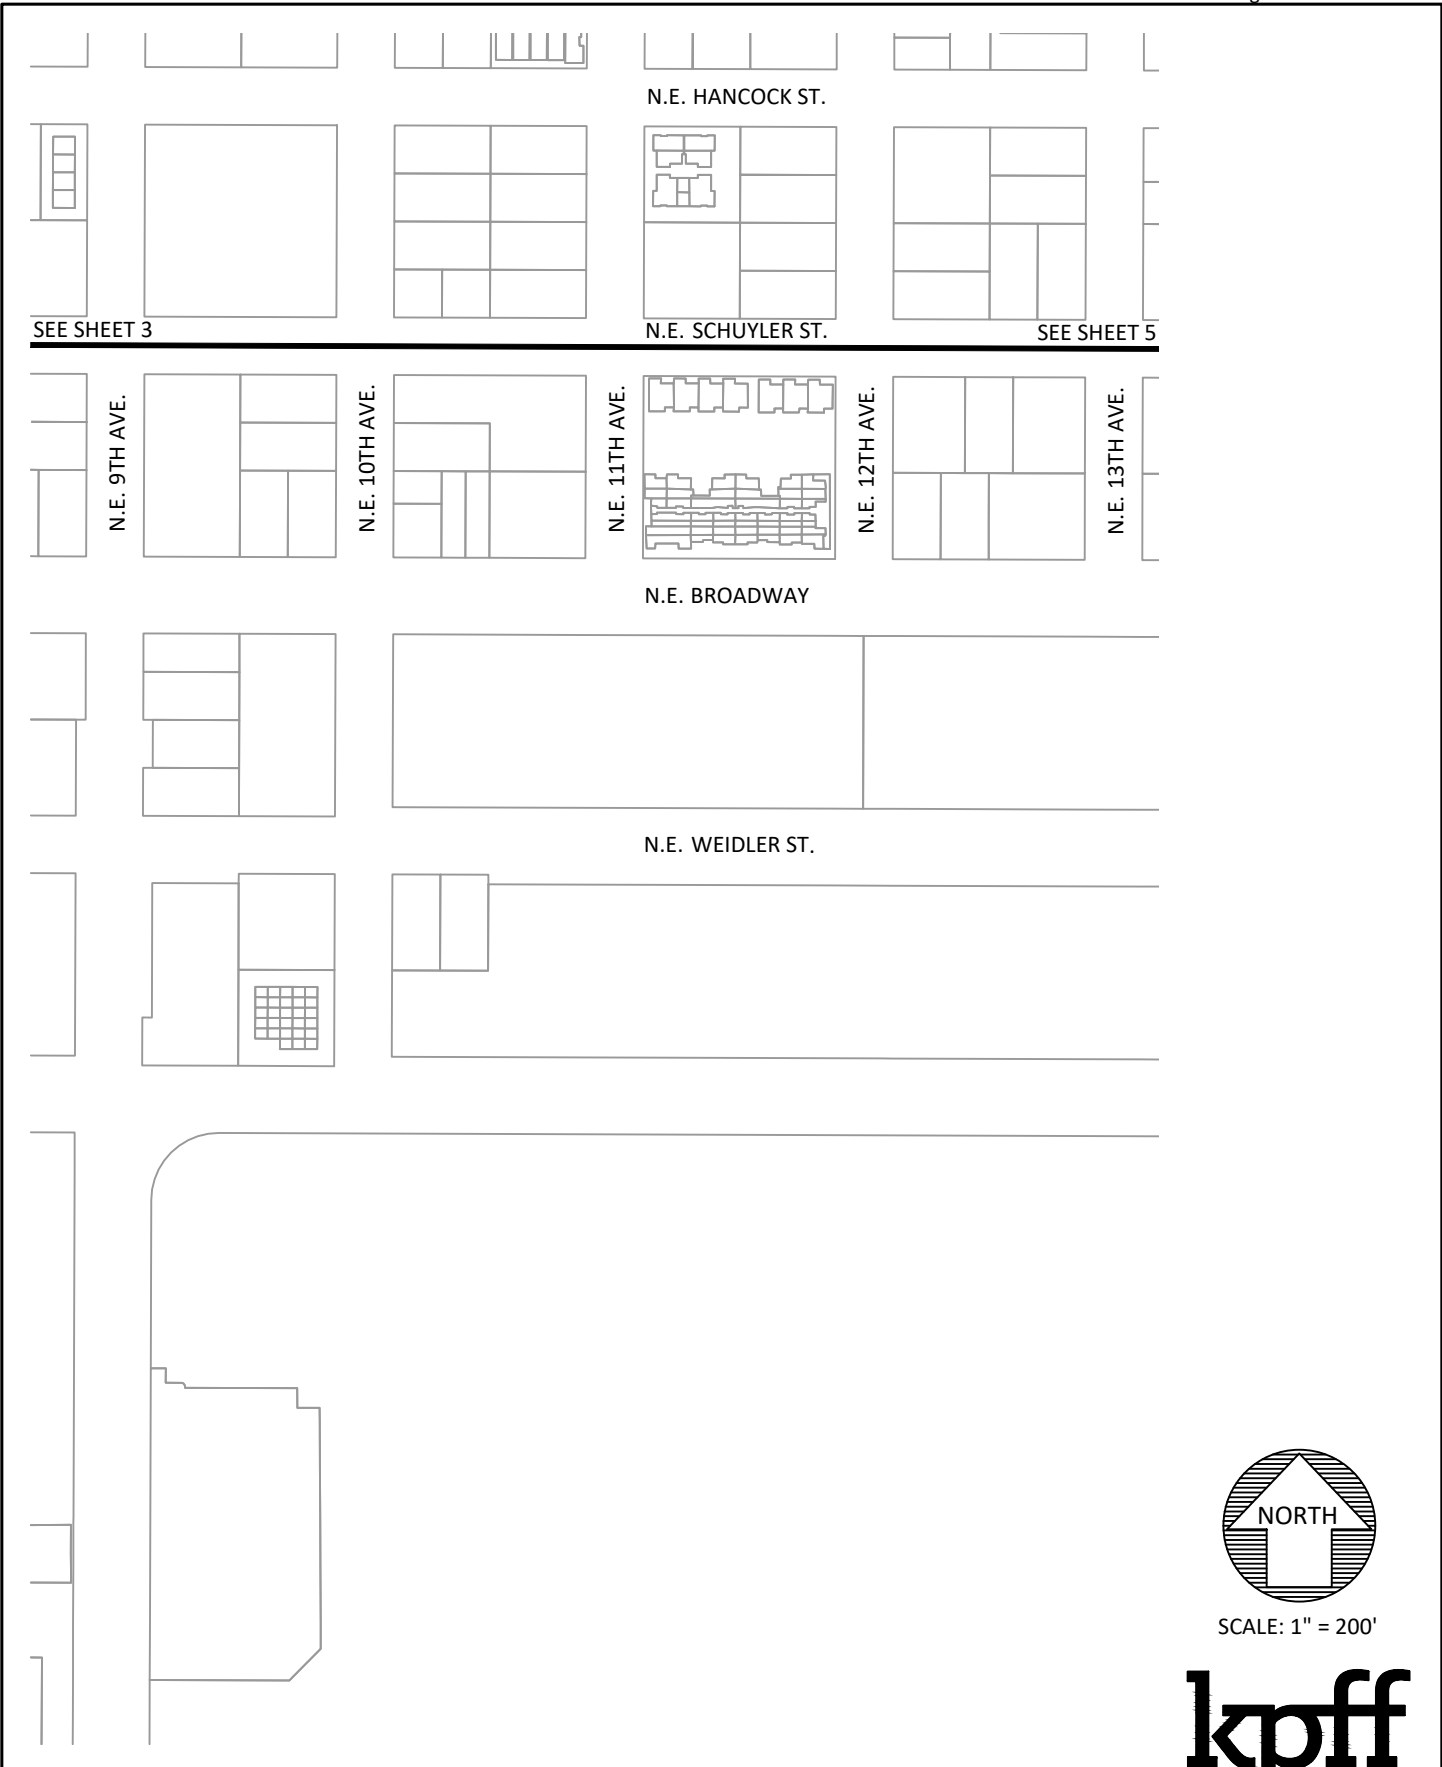 N.E. HANCOCK ST.
SEE SHEET 3
N.E. SCHUYLER ST.
SEE SHEET 5
N.E. 9TH AVE.
N.E. 10TH AVE.
N.E. 11TH AVE.
N.E. 12TH AVE.
N.E. 13TH AVE.
N.E. BROADWAY
N.E. WEIDLER ST.
NORTH
SCALE: 1" = 200'
kpff